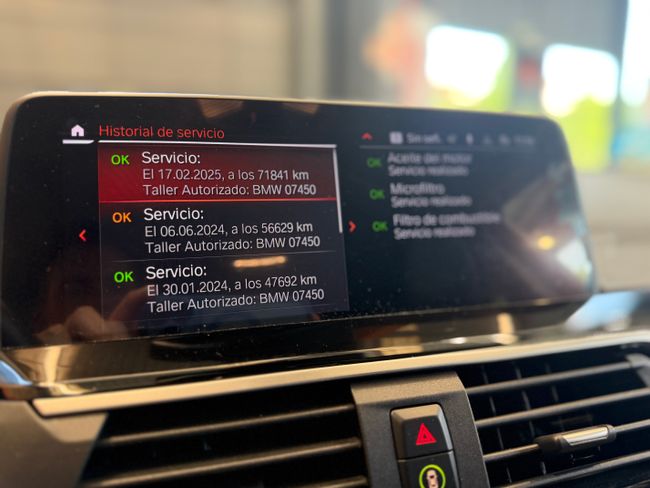 Historial de servicio
OK Servicio:
El 17.02.2025, a los 71841 km
Taller Autorizado: BMW 07450
OK Servicio:
El 06.06.2024, a los 56629 km
Taller Autorizado: BMW 07450
OK Servicio:
El 30.01.2024, a los 47692 km
Taller Autorizado: BMW 07450
Sin señ.
OK Aceite del motor
Servicio realizado
OK Microfiltro
Servicio realizado
OK Filtro de combustible
Servicio realizado